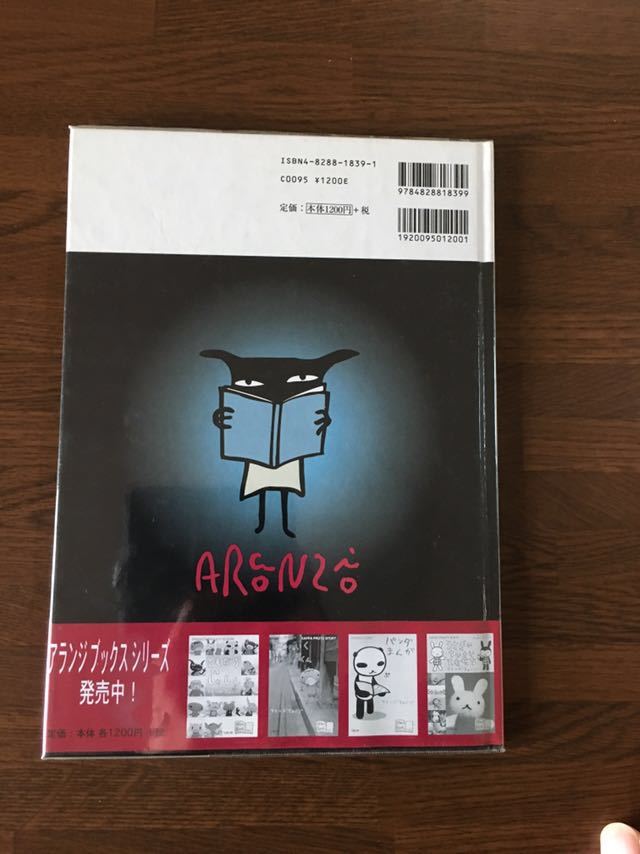 ISBN4-8288-1839-1
C0095 ¥1200E
定価：本体1200円+税
9784828818399
1920095012001
ARONZIO
アランジブックスシリーズ
発売中！
パンダ
まんが
定価：本体 各1200円